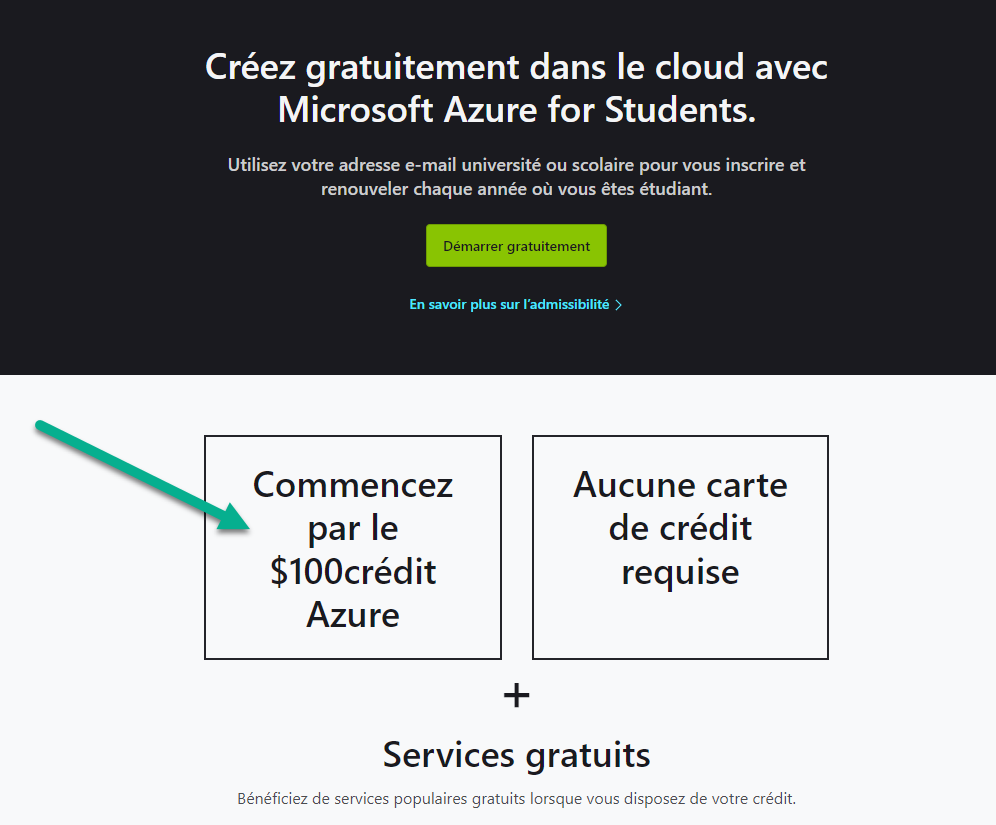 Créez gratuitement dans le cloud avec
Microsoft Azure for Students.
Utilisez votre adresse e-mail université ou scolaire pour vous inscrire et
renouveler chaque année où vous êtes étudiant.
Démarrer gratuitement
En savoir plus sur l’admissibilité
Commencez
par le
$100crédit
Azure
Aucune carte
de crédit
requise
+
Services gratuits
Bénéficiez de services populaires gratuits lorsque vous disposez de votre crédit.